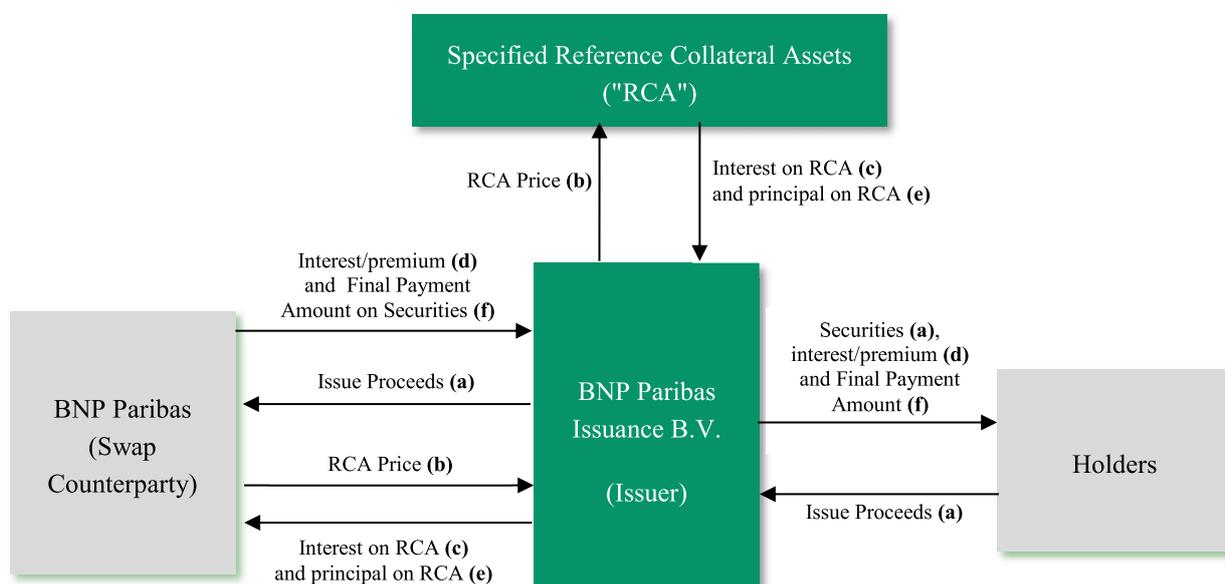 Specified Reference Collateral Assets
("RCA")
RCA Price (b)
Interest on RCA (c)
and principal on RCA (e)
Interest/premium (d)
and Final Payment
Amount on Securities (f)
Issue Proceeds (a)
RCA Price (b)
Interest on RCA (c)
and principal on RCA (e)
BNP Paribas
(Swap
Counterparty)
BNP Paribas
Issuance B.V.
(Issuer)
Securities (a),
interest/premium (d)
and Final Payment
Amount (f)
Issue Proceeds (a)
Holders